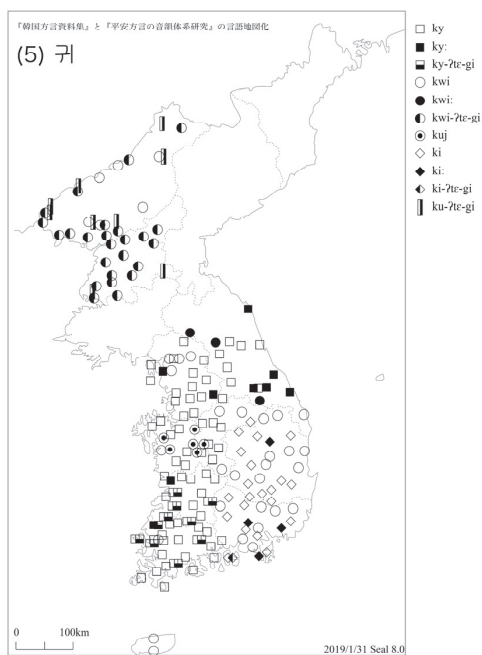 『韓国方言資料集』と『平安方言の音韻体系研究』の言語地図化
(5) 귀
ky
ky:
ky-ʔtɛ-gi
kwi
kwi:
kwi-ʔtɛ-gi
kuj
ki
ki:
ki-ʔtɛ-gi
ku-ʔtɛ-gi
0 100km
2019/1/31 Seal 8.0